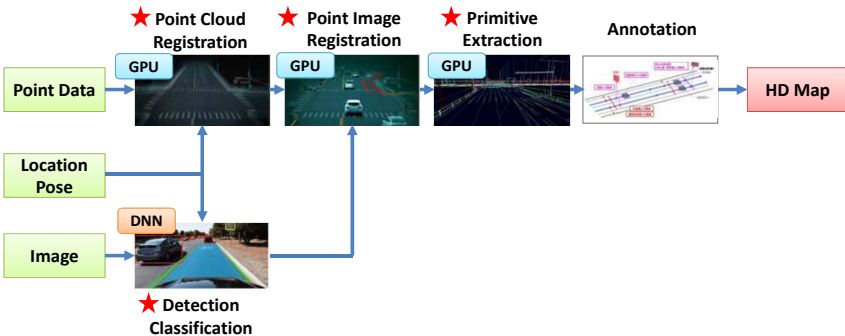 Point Cloud
Registration
Point Image
Registration
Primitive
Extraction
Annotation
GPU
GPU
GPU
Point Data
HD Map
Location
Pose
DNN
Image
Detection
Classification